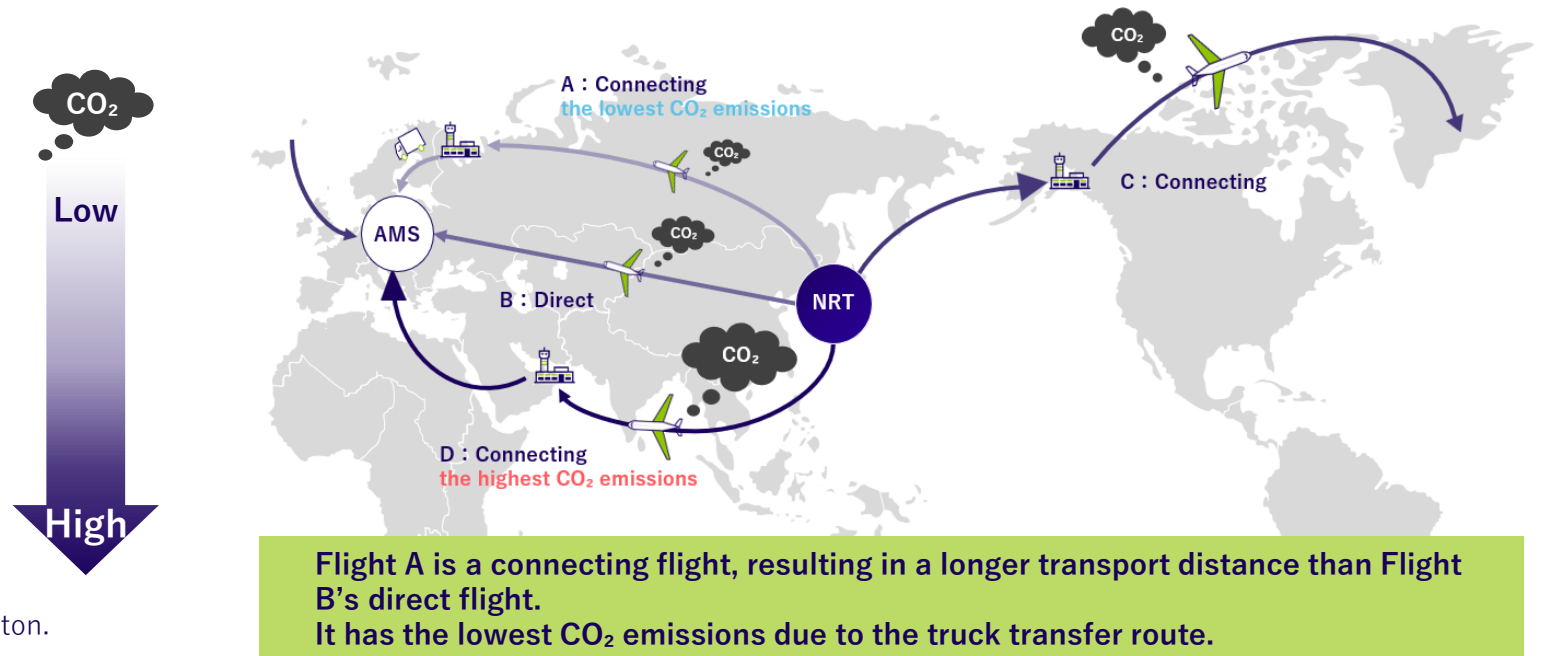 CO₂
Low
High
ton.
A：Connecting
the lowest CO₂ emissions
CO₂
AMS
CO₂
B：Direct
NRT
CO₂
D：Connecting
the highest CO₂ emissions
CO₂
C：Connecting
Flight A is a connecting flight, resulting in a longer transport distance than Flight
B’s direct flight.
It has the lowest CO₂ emissions due to the truck transfer route.